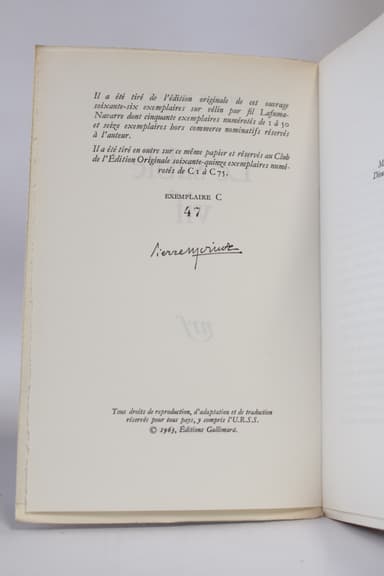 Il a été tiré de l'édition originale de cet ouvrage
soixante-six exemplaires sur vélin pur fil Lafuma-
Navarre dont cinquante exemplaires numérotés de 1 à 50
et seize exemplaires hors commerce nominatifs réservés
à l'auteur.
Il a été tiré en outre sur ce même papier et réservés au Club
de l'Édition Originale soixante-quinze exemplaires numé-
rotés de C 1 à C 75.
EXEMPLAIRE C
47
Pierre Moinot
Tous droits de reproduction, d'adaptation et de traduction
réservés pour tous pays, y compris l'U.R.S.S.
© 1963, Éditions Gallimard.